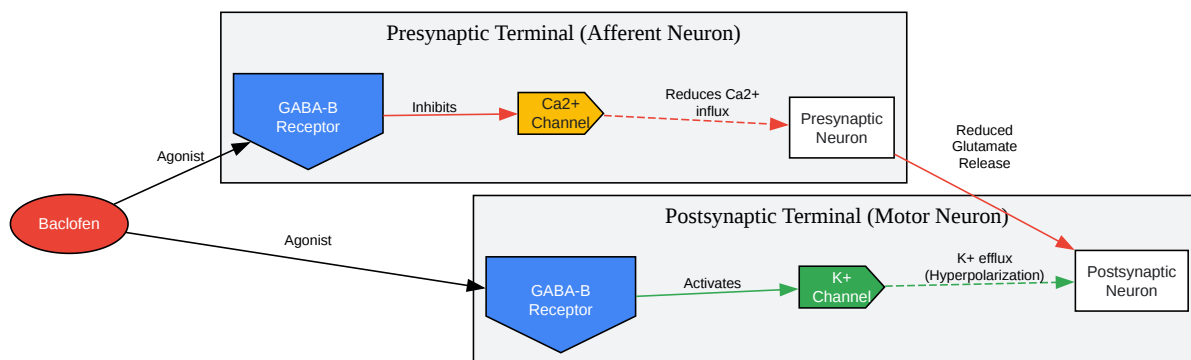 Presynaptic Terminal (Afferent Neuron)
GABA-B
Receptor
Inhibits
Ca2+
Channel
Reduces Ca2+
influx
Presynaptic
Neuron
Reduced
Glutamate
Release
Agonist
Baclofen
Agonist
Postsynaptic Terminal (Motor Neuron)
GABA-B
Receptor
Activates
K+
Channel
K+ efflux
(Hyperpolarization)
Postsynaptic
Neuron